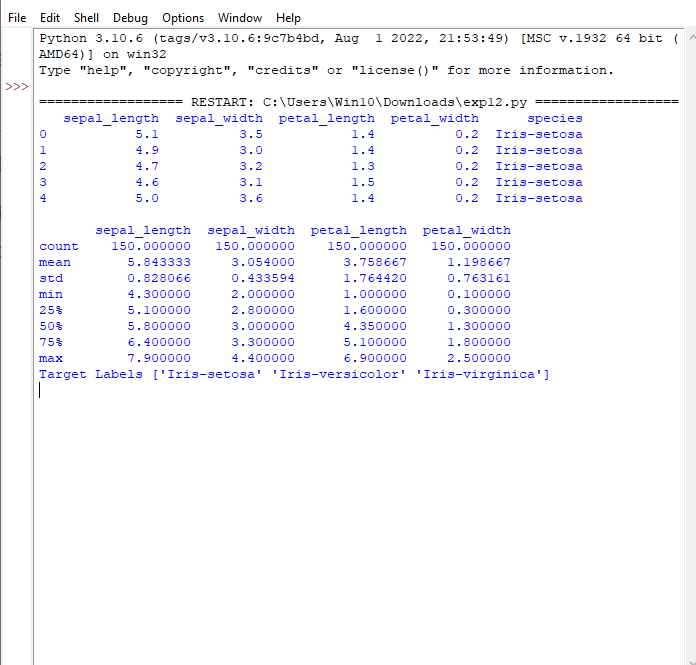 File Edit Shell Debug Options Window Help
Python 3.10.6 (tags/v3.10.6:9c7b4bd, Aug  1 2022, 21:53:49) [MSC v.1932 64 bit (
AMD64)] on win32
Type "help", "copyright", "credits" or "license()" for more information.
>>>
================== RESTART: C:\Users\Win10\Downloads\exp12.py ==================
   sepal_length  sepal_width  petal_length  petal_width      species
0           5.1          3.5           1.4          0.2  Iris-setosa
1           4.9          3.0           1.4          0.2  Iris-setosa
2           4.7          3.2           1.3          0.2  Iris-setosa
3           4.6          3.1           1.5          0.2  Iris-setosa
4           5.0          3.6           1.4          0.2  Iris-setosa
       sepal_length  sepal_width  petal_length  petal_width
count    150.000000   150.000000    150.000000   150.000000
mean       5.843333     3.054000      3.758667     1.198667
std        0.828066     0.433594      1.764420     0.763161
min        4.300000     2.000000      1.000000     0.100000
25%        5.100000     2.800000      1.600000     0.300000
50%        5.800000     3.000000      4.350000     1.300000
75%        6.400000     3.300000      5.100000     1.800000
max        7.900000     4.400000      6.900000     2.500000
Target Labels ['Iris-setosa' 'Iris-versicolor' 'Iris-virginica']